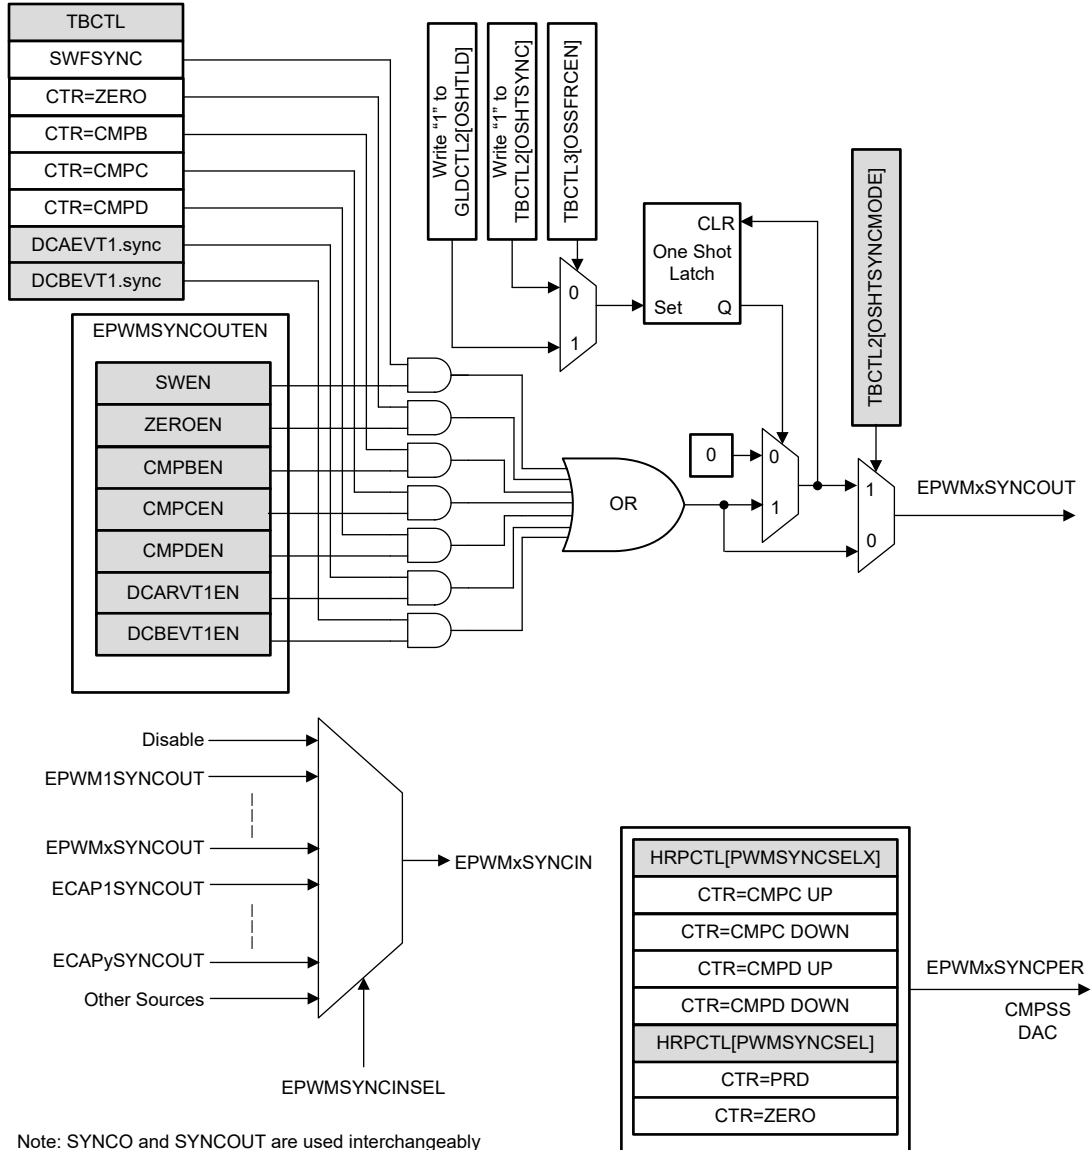 TBCTL
SWFSYNC
CTR=ZERO
CTR=CMPB
CTR=CMPC
CTR=CMPD
DCAEVT1.sync
DCBEVT1.sync
Write “1” to
GLDCTL2[OSHTLD]
Write “1” to
TBCTL2[OSHTSYNC]
TBCTL3[OSSFRCEN]
0
1
CLR
One Shot
Latch
Set Q
TBCTL2[OSHTSYNCMODE]
EPWMSYNCOUTEN
SWEN
ZEROEN
CMPBEN
CMPCEN
CMPDEN
DCARVT1EN
DCBEVT1EN
OR
0
0
1
1
0
EPWMxSYNCOUT
Disable
EPWM1SYNCOUT
EPWMxSYNCOUT
ECAP1SYNCOUT
ECAPySYNCOUT
Other Sources
EPWMxSYNCIN
EPWMSYNCINSEL
HRPCTL[PWMSYNCSELX]
CTR=CMPC UP
CTR=CMPC DOWN
CTR=CMPD UP
CTR=CMPD DOWN
HRPCTL[PWMSYNCSEL]
CTR=PRD
CTR=ZERO
EPWMxSYNCPER
CMPSS
DAC
Note: SYNCO and SYNCOUT are used interchangeably